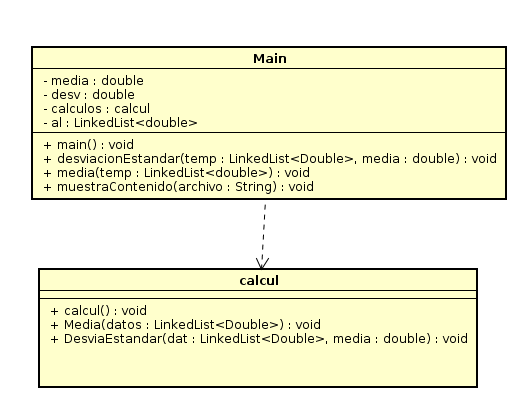 Main
- media : double
- desv : double
- calculos : calcul
- al : LinkedList<double>
+ main() : void
+ desviacionEstandar(temp : LinkedList<Double>, media : double) : void
+ media(temp : LinkedList<double>) : void
+ muestraContenido(archivo : String) : void
calcul
+ calcul() : void
+ Media(datos : LinkedList<Double>) : void
+ DesviaEstandar(dat : LinkedList<Double>, media : double) : void